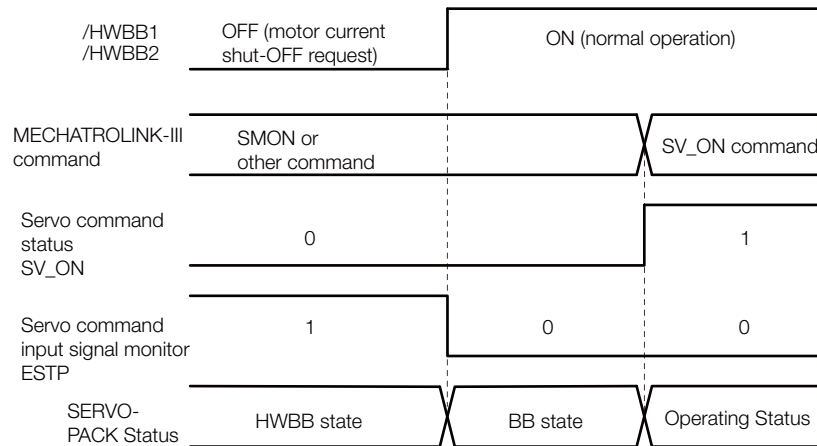 /HWBB1
/HWBB2
OFF (motor current
shut-OFF request)
ON (normal operation)
MECHATROLINK-III
command
SMON or
other command
SV_ON command
Servo command
status
SV_ON
0
1
Servo command
input signal monitor
ESTP
1
0
0
SERVO-
PACK Status
HWBB state
BB state
Operating Status